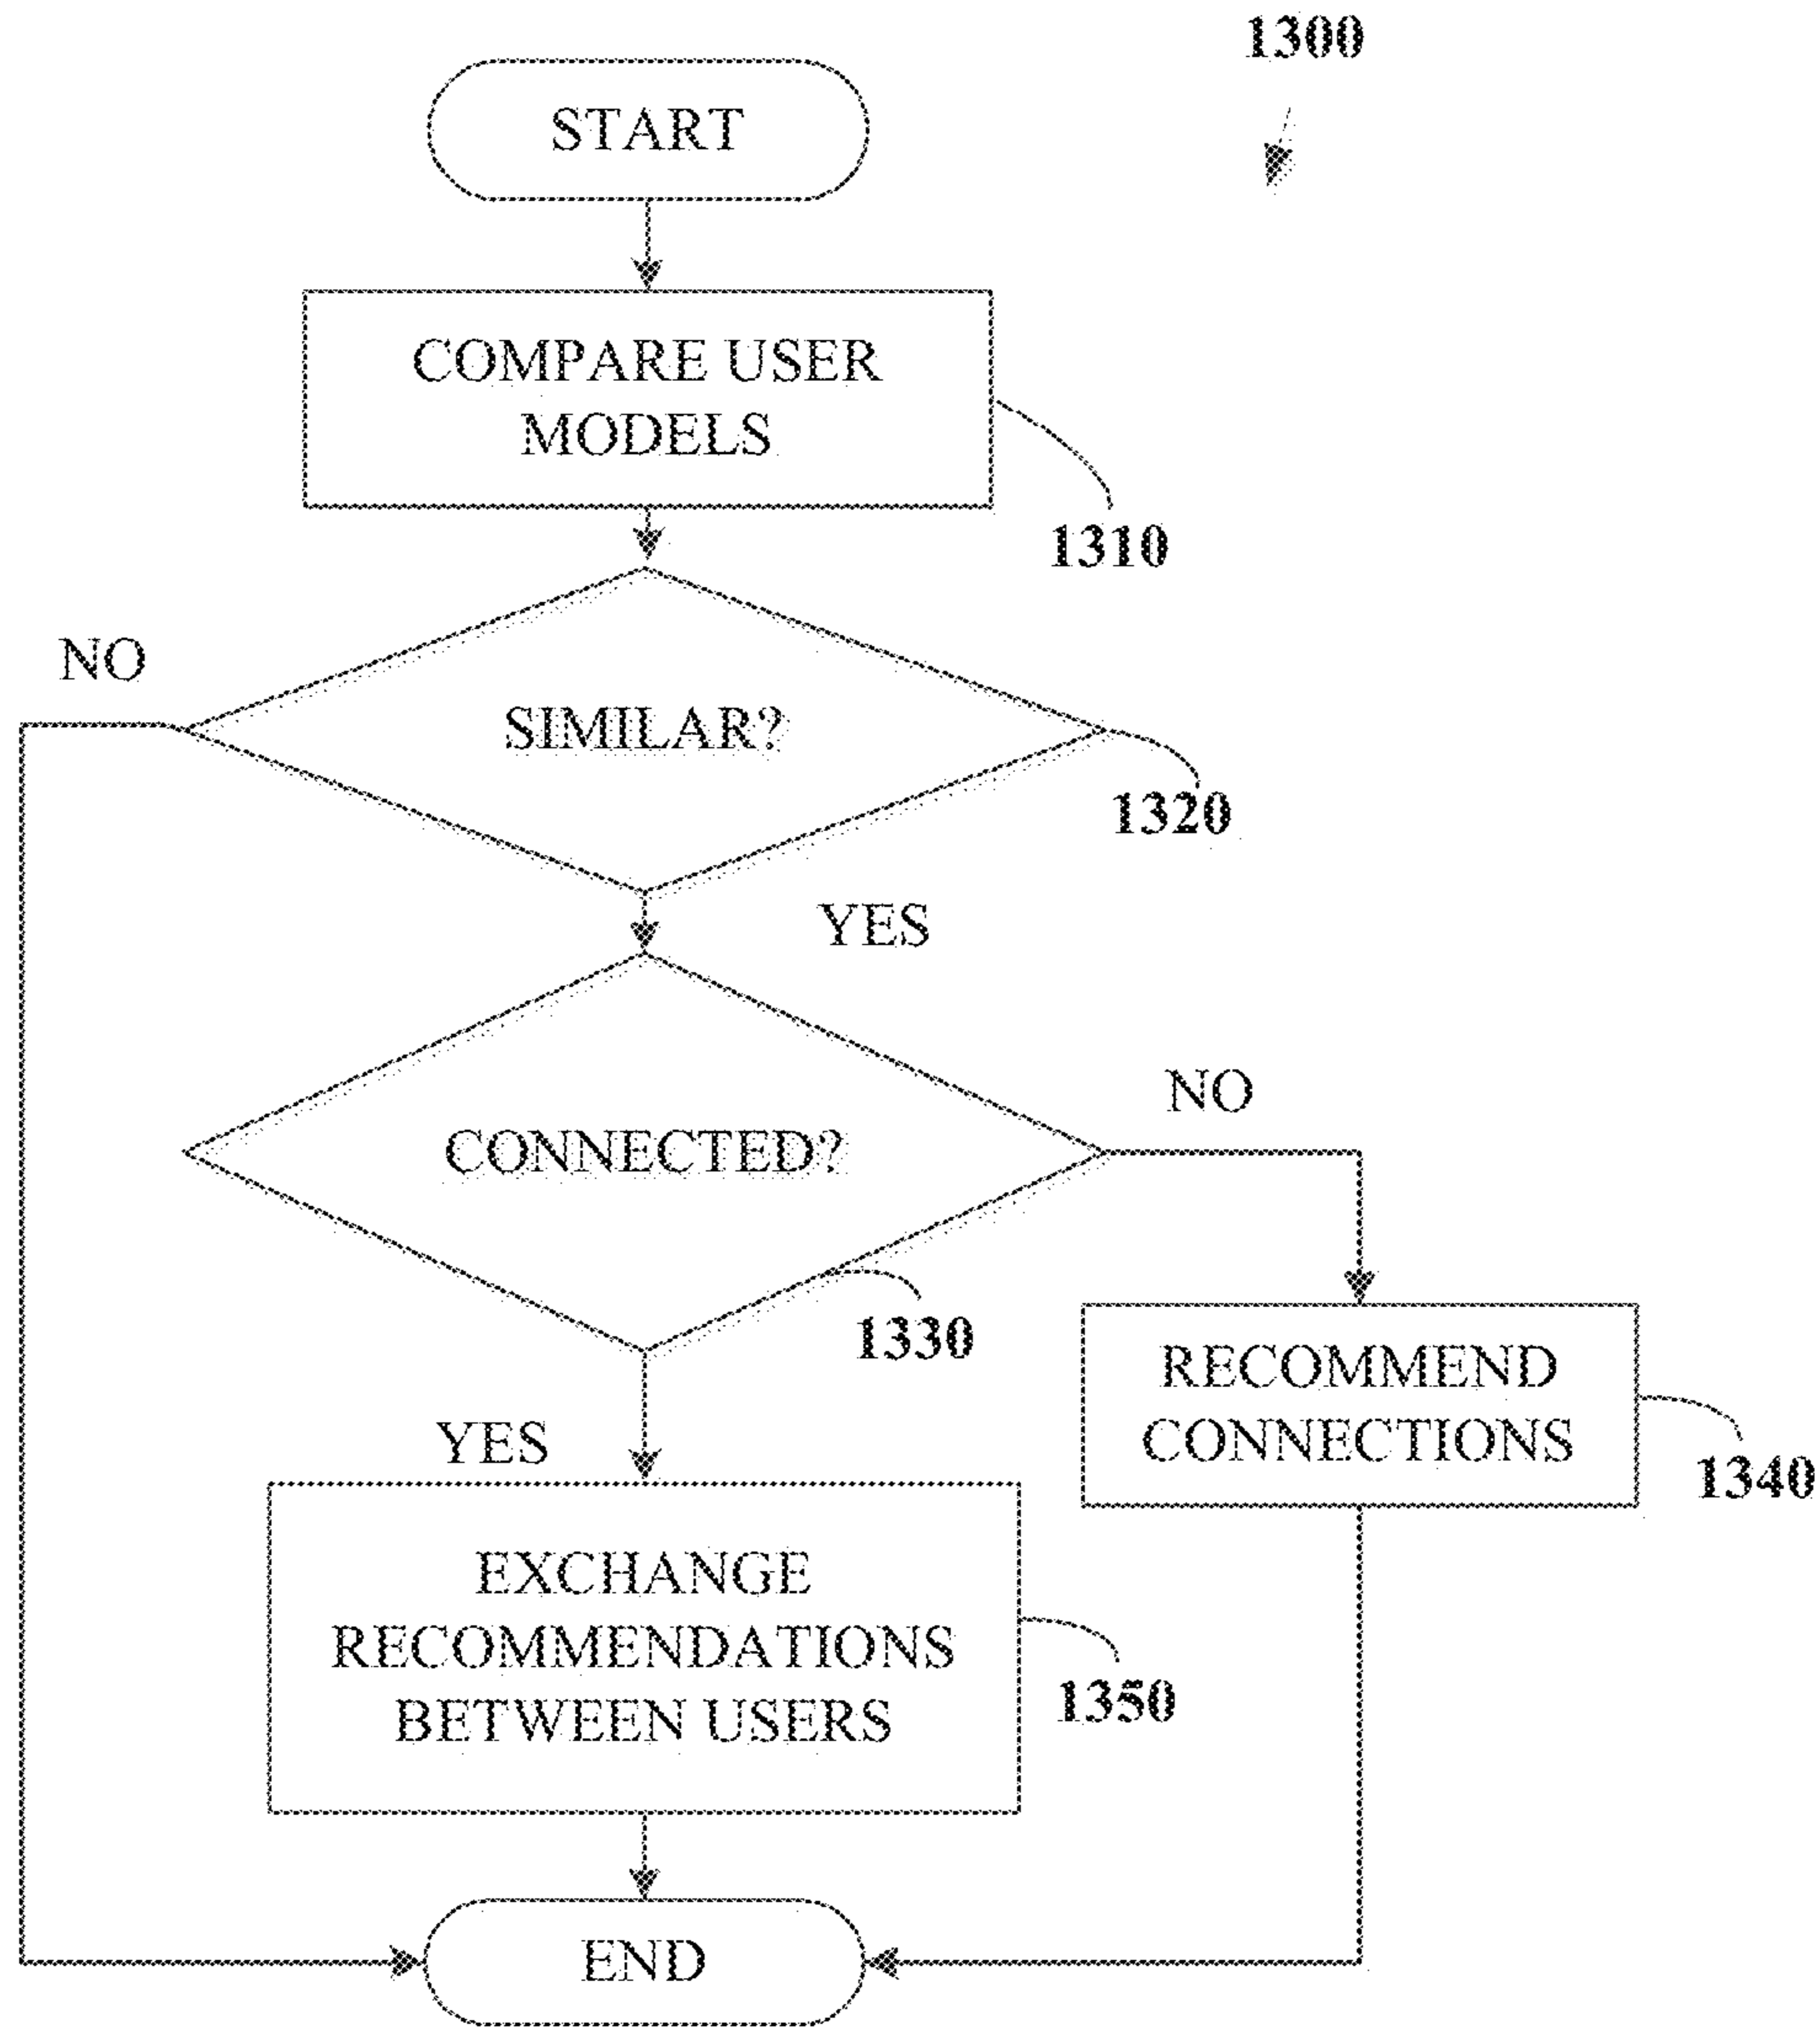 1300
START
COMPARE USER
MODELS
1310
NO
SIMILAR?
1320
YES
NO
CONNECTED?
1330
RECOMMEND
CONNECTIONS
1340
YES
EXCHANGE
RECOMMENDATIONS
BETWEEN USERS
1350
END